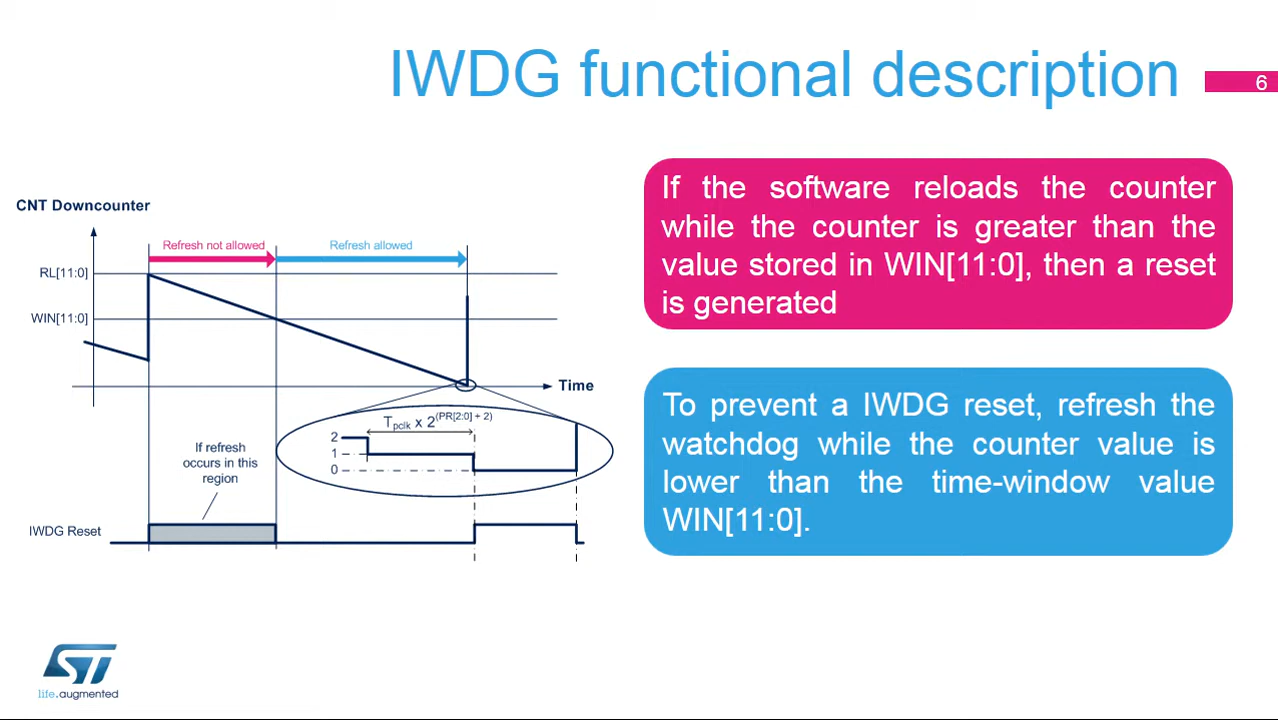 IWDG functional description
6
CNT Downcounter
Refresh not allowed
Refresh allowed
RL[11:0]
WIN[11:0]
Time
Tpclk x 2(PR[2:0] + 2)
2
1
0
If refresh
occurs in this
region
IWDG Reset
If the software reloads the counter
while the counter is greater than the
value stored in WIN[11:0], then a reset
is generated
To prevent a IWDG reset, refresh the
watchdog while the counter value is
lower than the time-window value
WIN[11:0].
ST
life.augmented